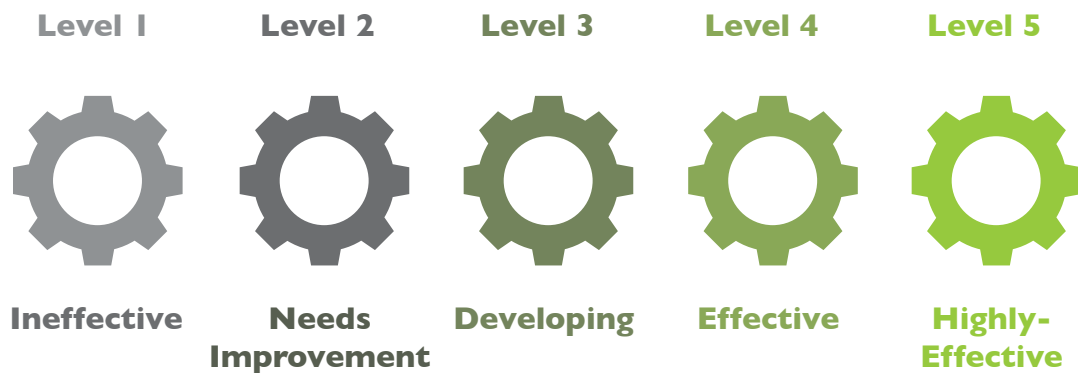 Level 1
Level 2
Level 3
Level 4
Level 5
Ineffective
Needs
Improvement
Developing
Effective
Highly-
Effective